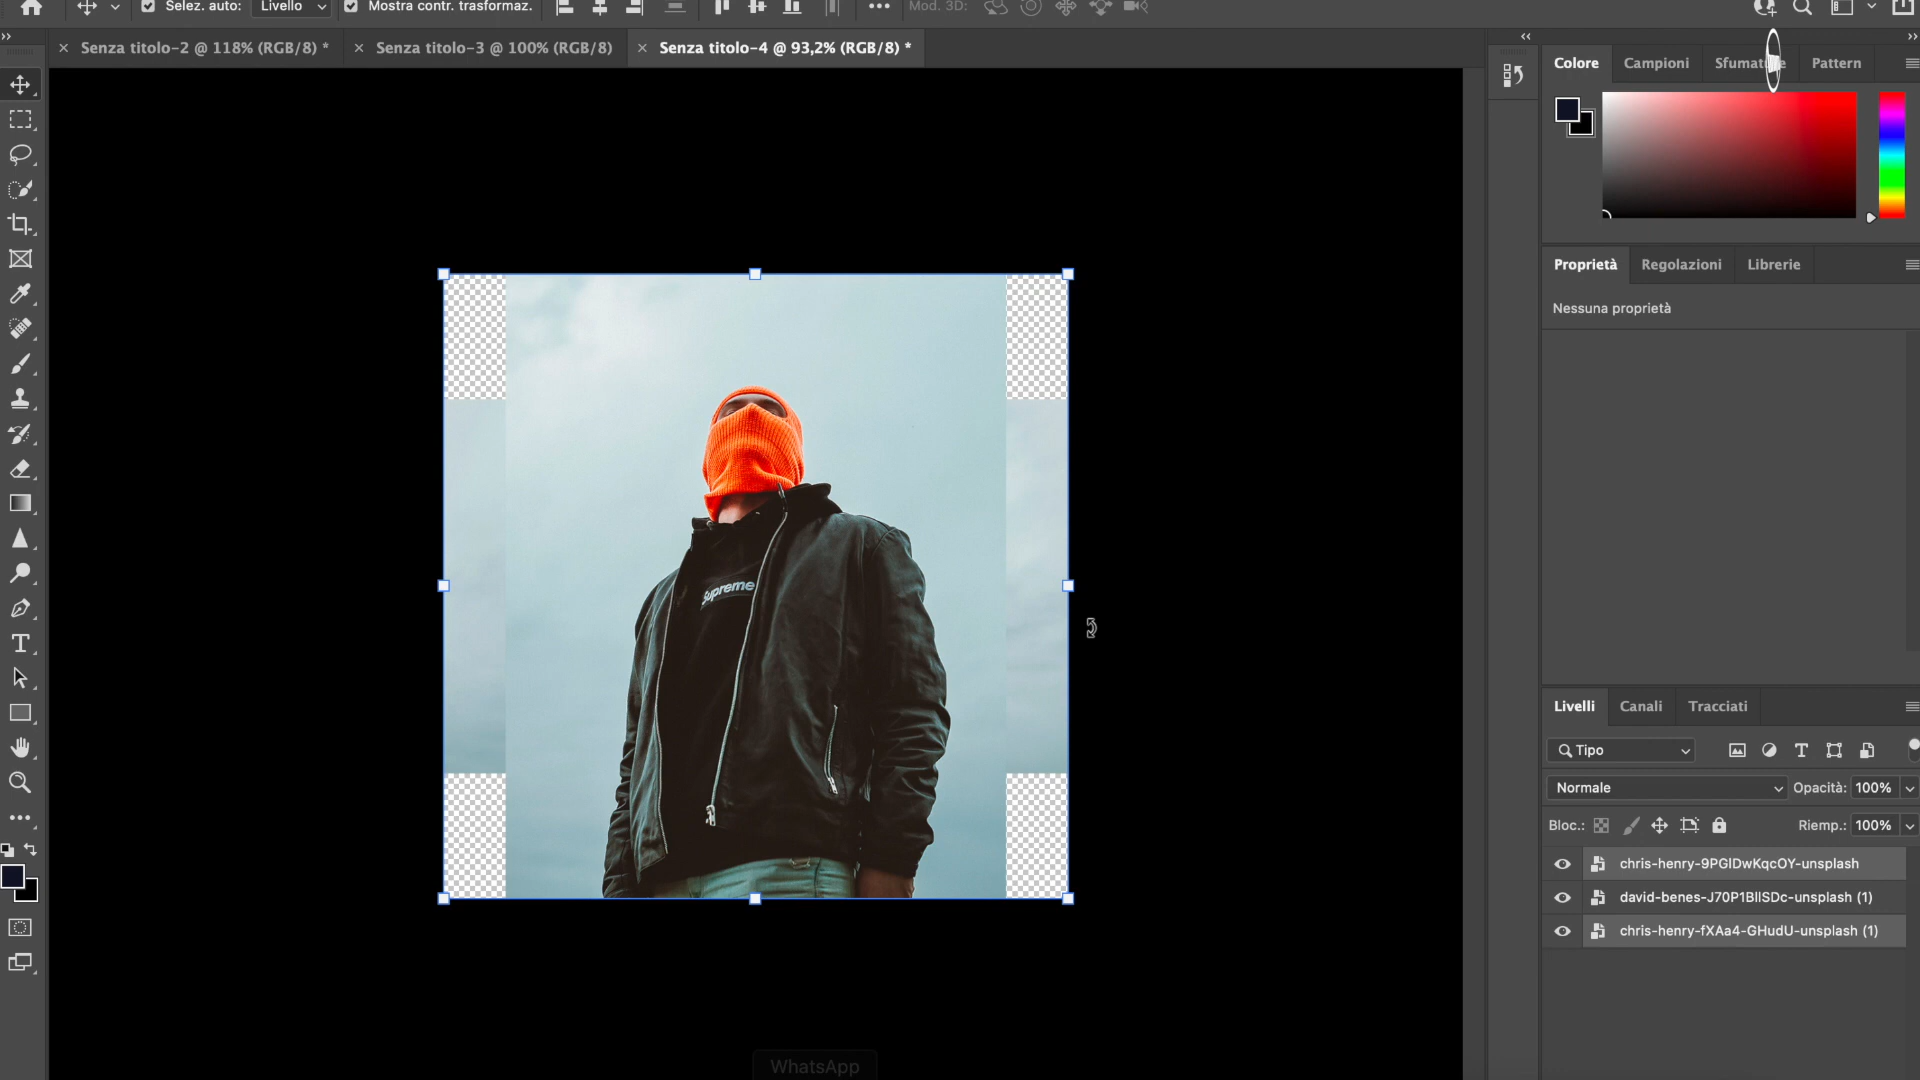 Selez. auto: Livello Mostra contr. trasformaz. Mod. 3D:
Senza titolo-2 @ 118% (RGB/8) * Senza titolo-3 @ 100% (RGB/8) Senza titolo-4 @ 93,2% (RGB/8) *
Colore Campioni Sfumature Pattern
Proprietà Regolazioni Librerie
Nessuna proprietà
Supreme
Livelli Canali Tracciati
Tipo
Normale Opacità: 100%
Bloc.: Riemp.: 100%
chris-henry-9PGlDwKqcOY-unsplash
david-benes-J70P1BllSDc-unsplash (1)
chris-henry-fXAa4-GHudU-unsplash (1)
WhatsApp